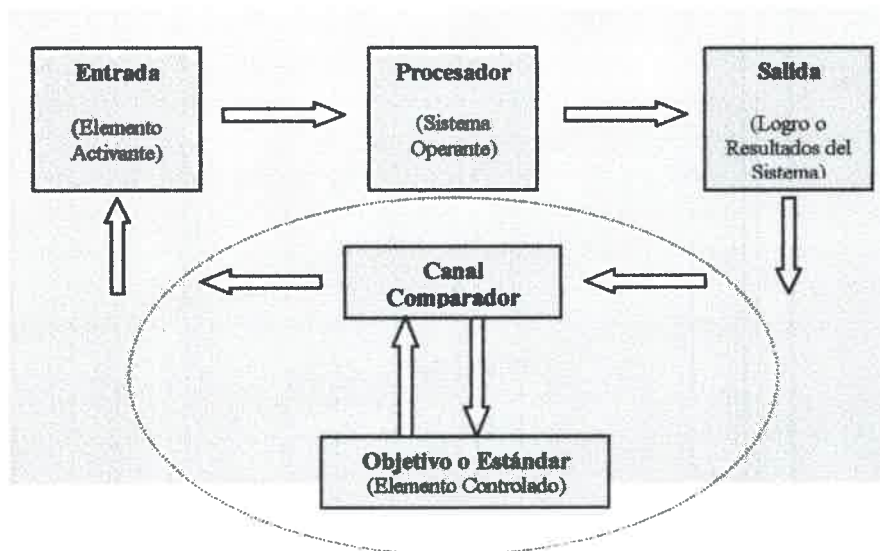 Entrada
(Elemento
Activante)
Procesador
(Sistema
Operante)
Salida
(Logro o
Resultados del
Sistema)
Canal
Comparador
Objetivo o Estándar
(Elemento Controlado)